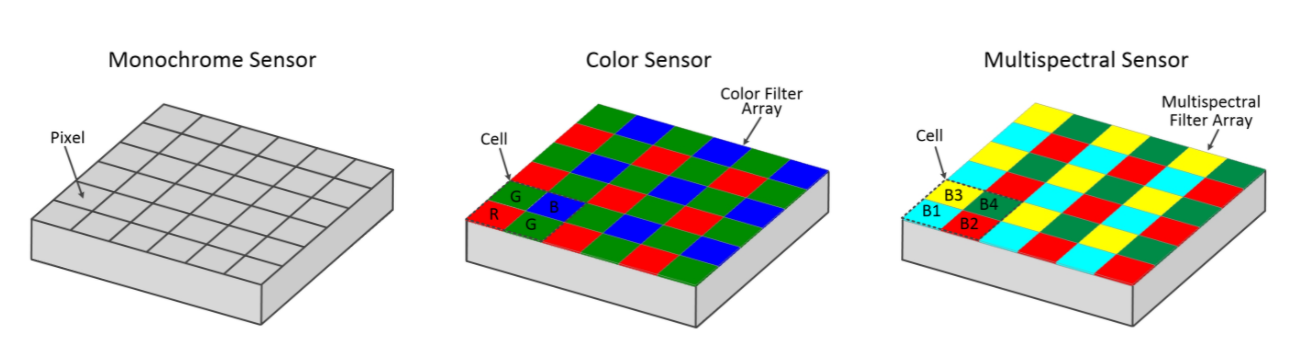 Monochrome Sensor
Pixel
Color Sensor
Color Filter
Array
Cell
G
B
R
G
Multispectral Sensor
Multispectral
Filter Array
Cell
B3
B4
B1
B2